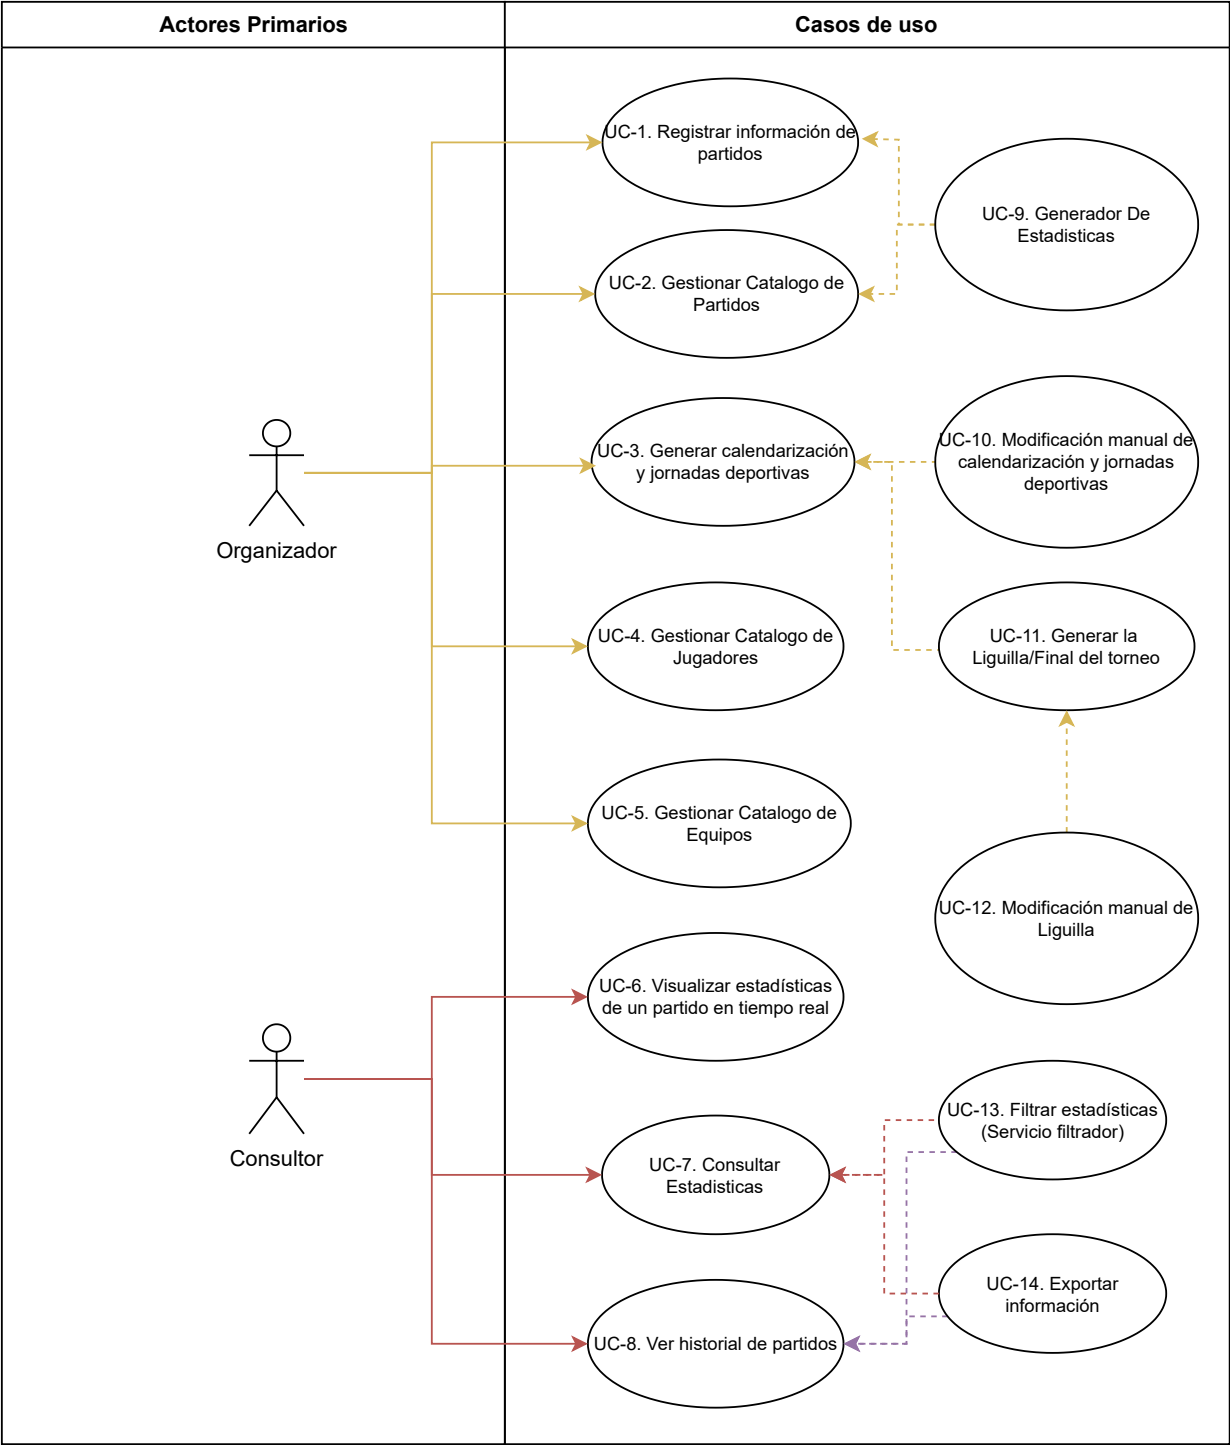 Actores Primarios
Casos de uso
UC-1. Registrar información de
partidos
UC-9. Generador De
Estadisticas
UC-2. Gestionar Catalogo de
Partidos
UC-3. Generar calendarización
y jornadas deportivas
UC-10. Modificación manual de
calendarización y jornadas
deportivas
Organizador
UC-4. Gestionar Catalogo de
Jugadores
UC-11. Generar la
Liguilla/Final del torneo
UC-5. Gestionar Catalogo de
Equipos
UC-12. Modificación manual de
Liguilla
UC-6. Visualizar estadísticas
de un partido en tiempo real
Consultor
UC-13. Filtrar estadísticas
(Servicio filtrador)
UC-7. Consultar
Estadisticas
UC-14. Exportar
información
UC-8. Ver historial de partidos